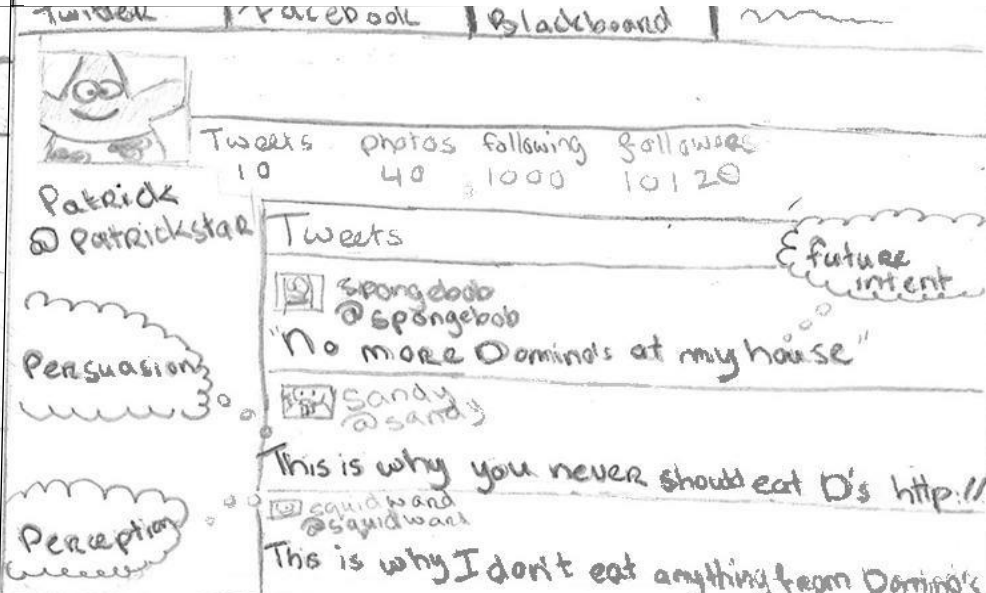 Twitter Facebook Blackboard
Tweets photos following followers
10 40 1000 10120
Patrick
@Patrickstar
Tweets
future
intent
spongebob
@spongebob
"No more Domino's at my house"
Persuasion
Sandy
@sandy
This is why you never should eat D's http://
squidward
@squidward
Perception
This is why I don't eat anything from Domino's